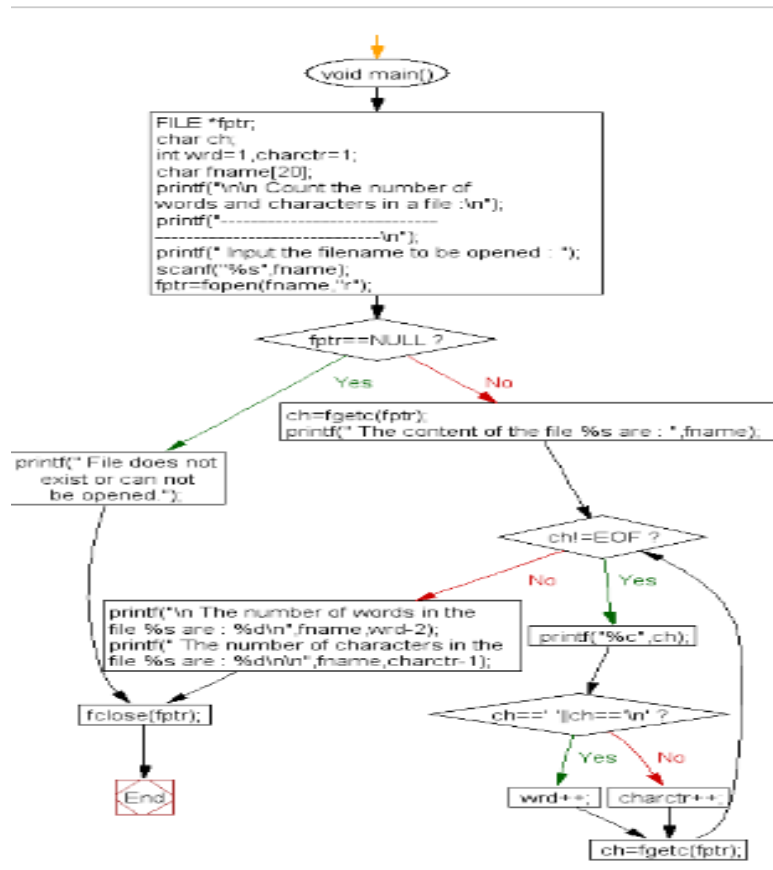 void main()
FILE *fptr;
char ch;
int wrd=1,charctr=1;
char fname[20];
printf("\n\n Count the number of
words and characters in a file :\n");
printf("-----------------------------
------------------------------\n");
printf(" Input the filename to be opened : ");
scanf("%s",fname);
fptr=fopen(fname,"r");
fptr==NULL ?
Yes
No
ch=fgetc(fptr);
printf(" The content of the file %s are : ",fname);
printf(" File does not
exist or can not
be opened.");
ch!=EOF ?
No
Yes
printf("\n The number of words in the
file %s are : %d\n",fname,wrd-2);
printf(" The number of characters in the
file %s are : %d\n\n",fname,charctr-1);
printf("%c",ch);
fclose(fptr);
ch==' '||ch=='\n' ?
Yes
No
End
wrd++;
charctr++;
ch=fgetc(fptr);